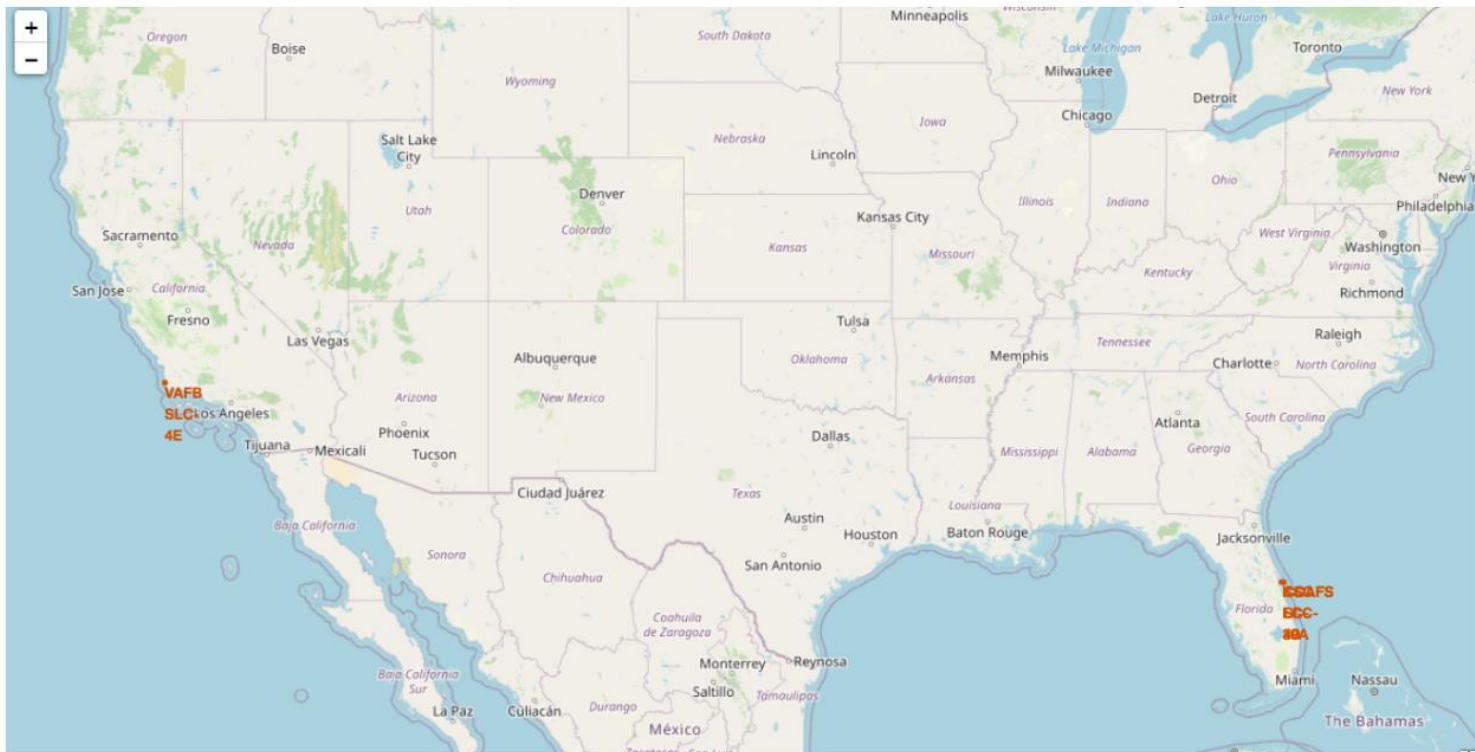 +
−
Oregon
Boise
South Dakota
Minneapolis
Wisconsin
Lake Huron
Lake Michigan
Toronto
Wyoming
Milwaukee
Detroit
New York
Chicago
Iowa
Salt Lake
City
Nebraska
Lincoln
Pennsylvania
New Y
Ohio
Denver
Utah
Illinois
Indiana
Philadelphia
Kansas City
Colorado
Sacramento
Nevada
Kansas
Missouri
West Virginia
Washington
Kentucky
Virginia
San Jose
California
Richmond
Fresno
Las Vegas
Tulsa
Raleigh
Tennessee
Albuquerque
Oklahoma
Memphis
Charlotte
North Carolina
VAFB
SLC-
4E
Los Angeles
Arizona
New Mexico
Arkansas
Phoenix
Atlanta
South Carolina
Tijuana
Mexicali
Tucson
Dallas
Mississippi
Alabama
Georgia
Ciudad Juárez
Texas
Louisiana
Baja California
Austin
Houston
Baton Rouge
Jacksonville
Sonora
San Antonio
Chihuahua
Florida
Coahuila
de Zaragoza
Monterrey
Reynosa
Baja California
Sur
Saltillo
Tamaulipas
Miami
Nassau
La Paz
Culiacán
Durango
México
The Bahamas